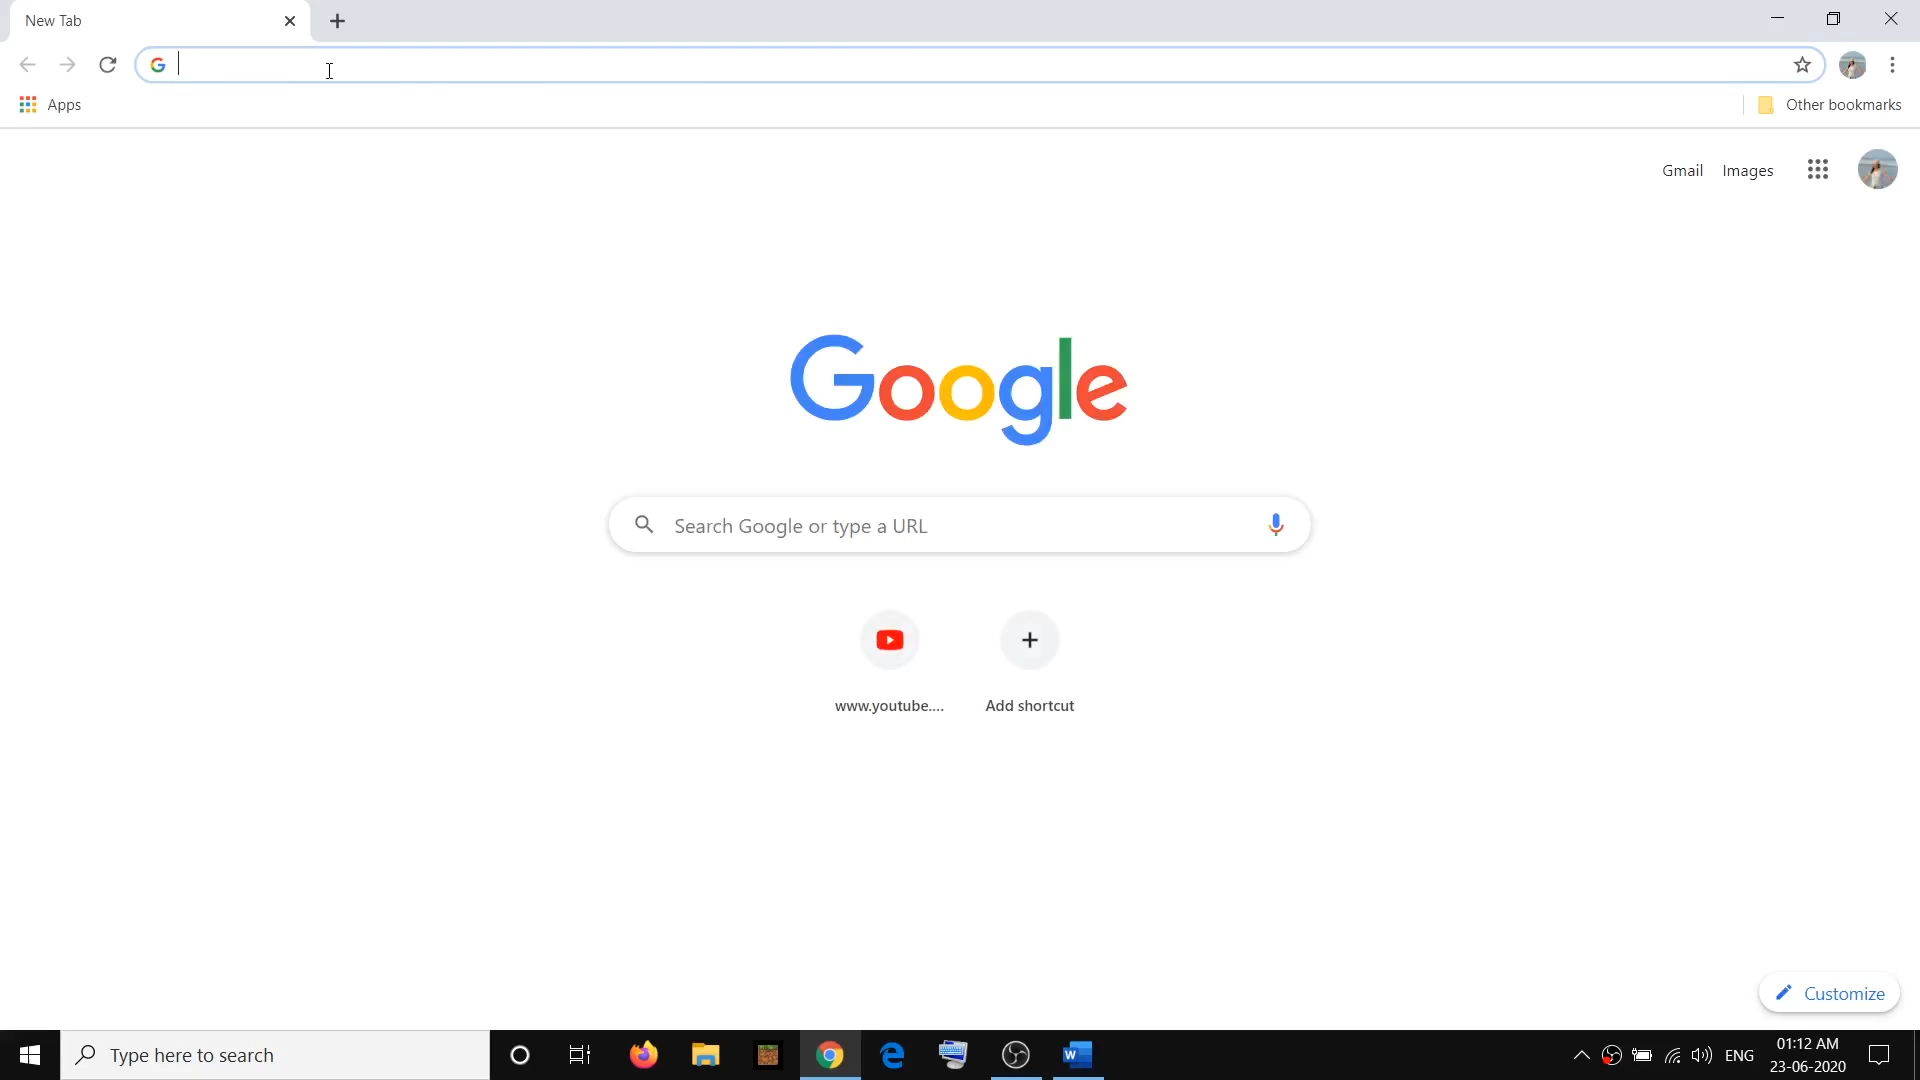 New Tab
Apps
Other bookmarks
Gmail
Images
Google
Search Google or type a URL
www.youtube....
Add shortcut
Customize
Type here to search
ENG
01:12 AM
23-06-2020